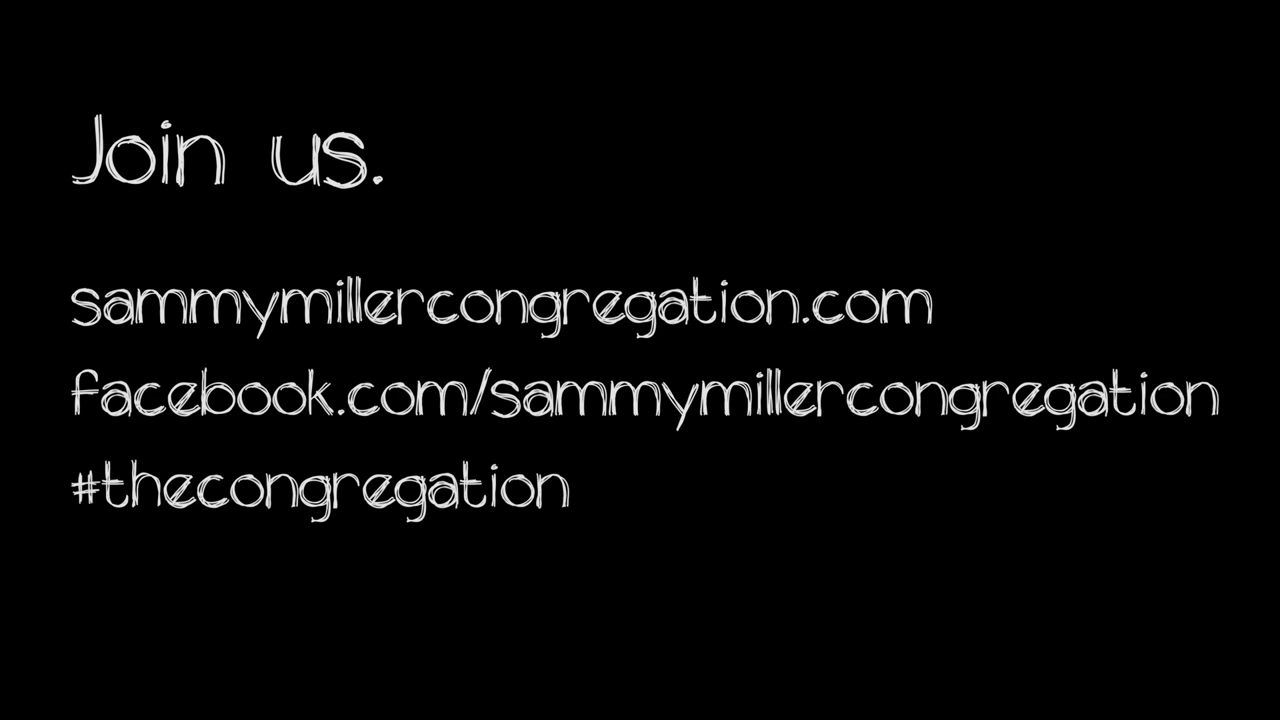 Join us.
sammymillercongregation.com
facebook.com/sammymillercongregation
#thecongregation